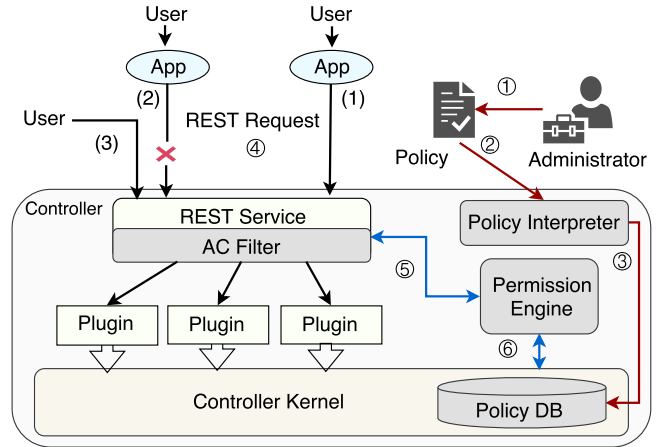 User
User
App
App
(2)
(1)
①
User
(3)
REST Request
④
②
Policy
Administrator
Controller
REST Service
AC Filter
Policy Interpreter
③
⑤
Permission
Engine
Plugin
Plugin
Plugin
⑥
Controller Kernel
Policy DB